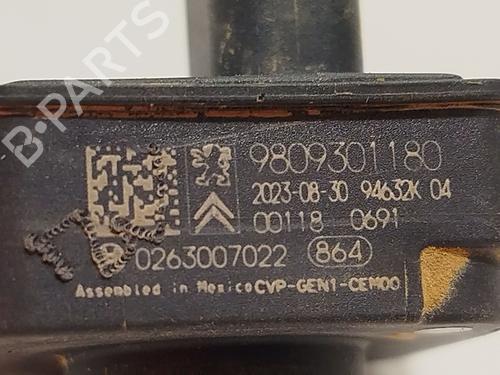 B-PARTS
9809301180
2023-08-30 94632K 04
00118 0691
0263007022 864
Assembled in Mexico CVP-GEN1-CEM00